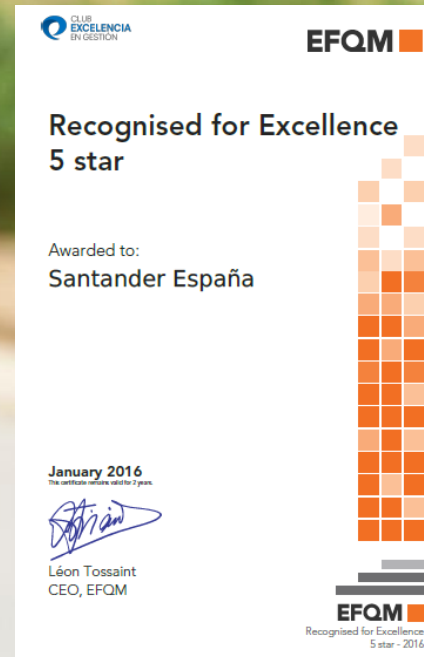 CLUB
EXCELENCIA
EN GESTIÓN
EFQM
Recognised for Excellence
5 star
Awarded to:
Santander España
January 2016
This certificate remains valid for 2 years.
Léon Tossaint
CEO, EFQM
EFQM
Recognised for Excellence
5 star - 2016